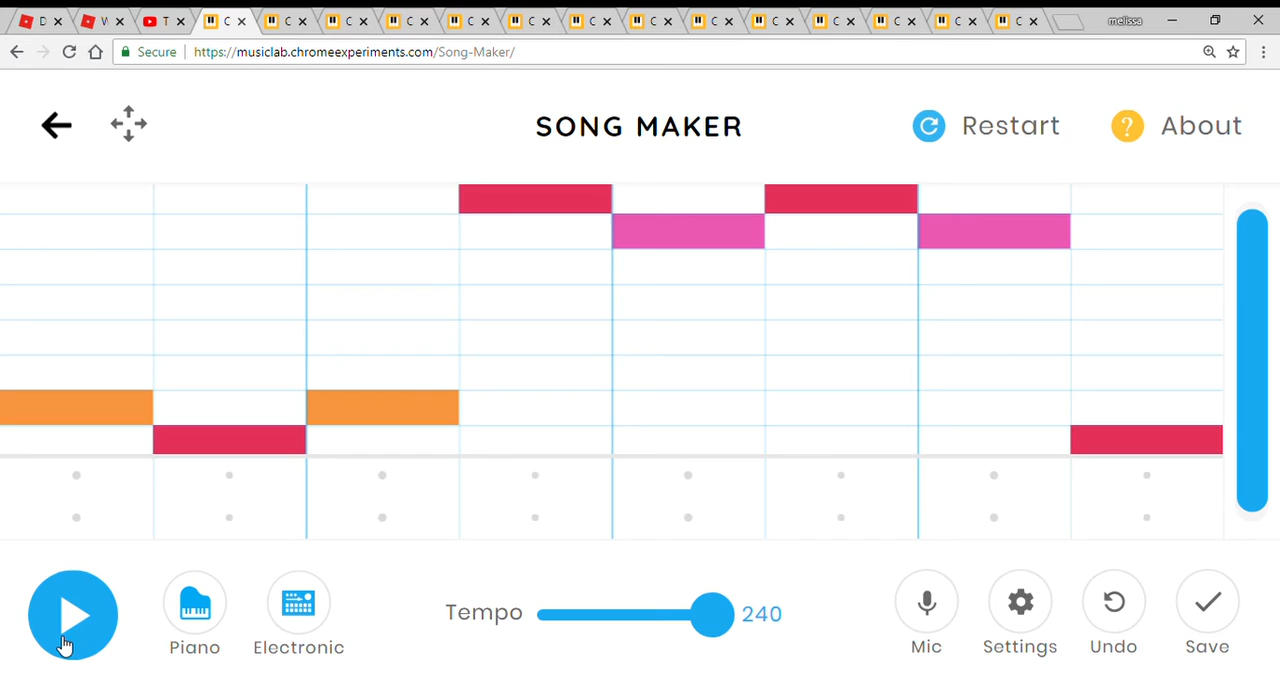 D W T C C C C C C C C C C C C C C melissa
Secure https://musiclab.chromeexperiments.com/Song-Maker/
SONG MAKER Restart ? About
Tempo 240
Piano Electronic Mic Settings Undo Save